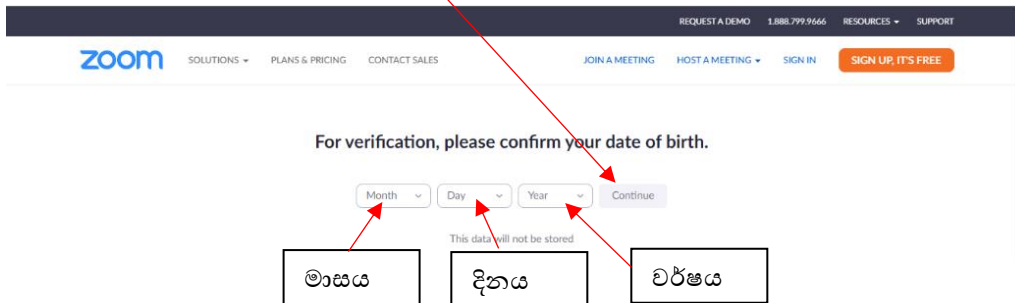 REQUEST A DEMO 1.888.799.9666 RESOURCES SUPPORT
zoom SOLUTIONS PLANS & PRICING CONTACT SALES JOIN A MEETING HOST A MEETING SIGN IN SIGN UP, IT'S FREE
For verification, please confirm your date of birth.
Month Day Year Continue
This data will not be stored
මාසය දිනය වර්ෂය